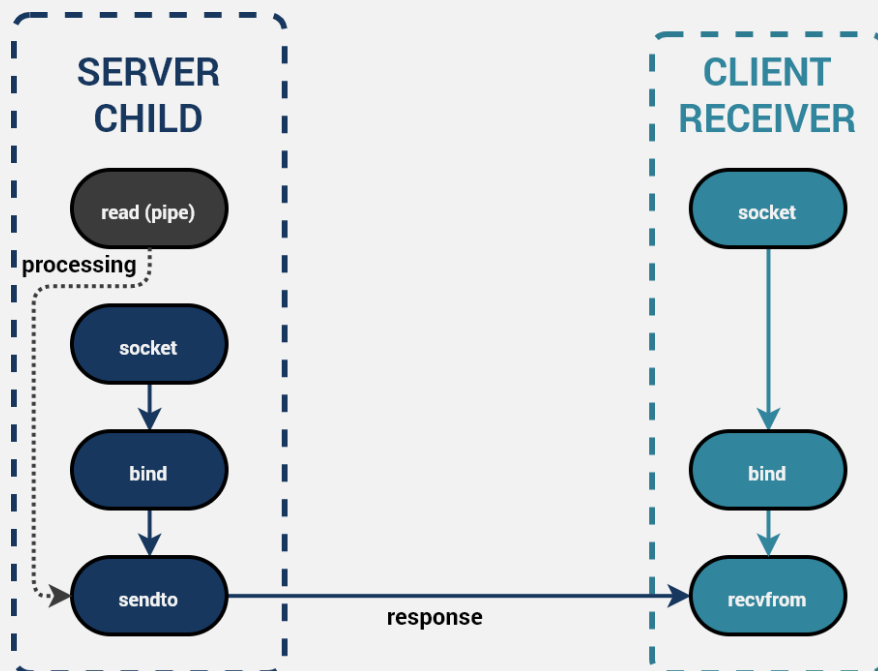 SERVER
CHILD
read (pipe)
processing
socket
bind
sendto
response
CLIENT
RECEIVER
socket
bind
recvfrom